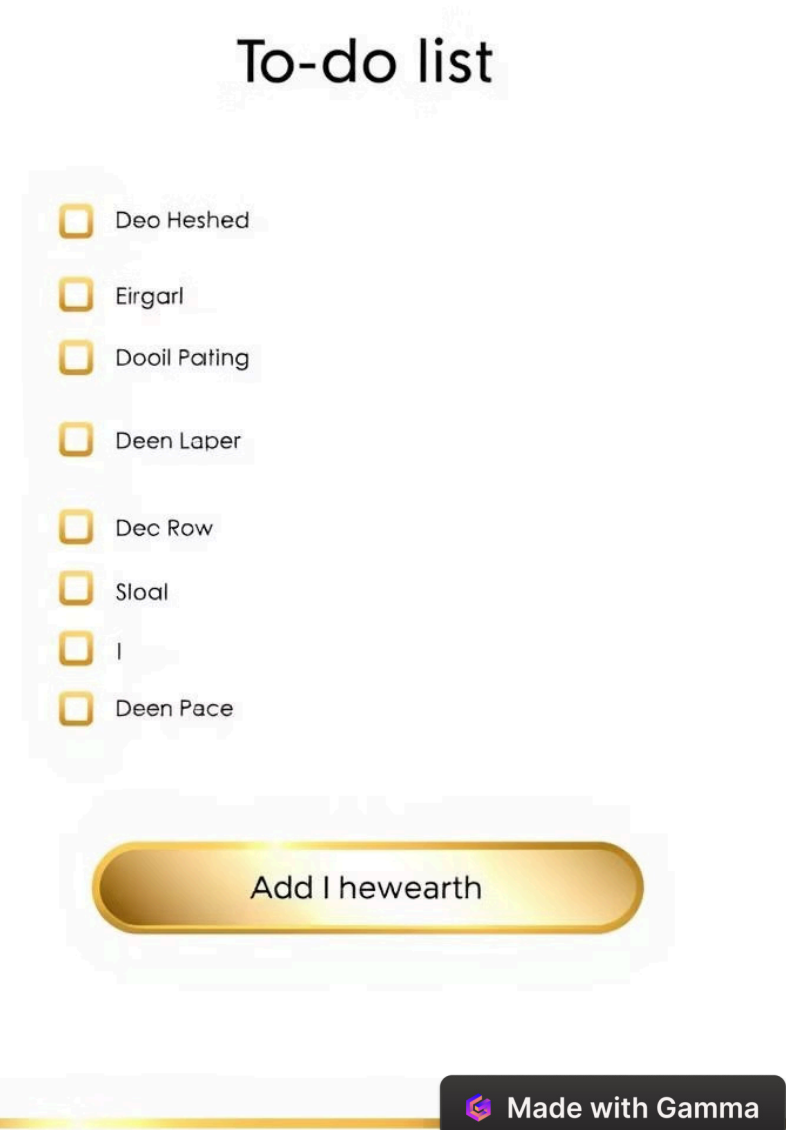 To-do list
Deo Heshed
Eirgarl
Dooil Pating
Deen Laper
Dec Row
Sloal
I
Deen Pace
Add I hewearth
Made with Gamma